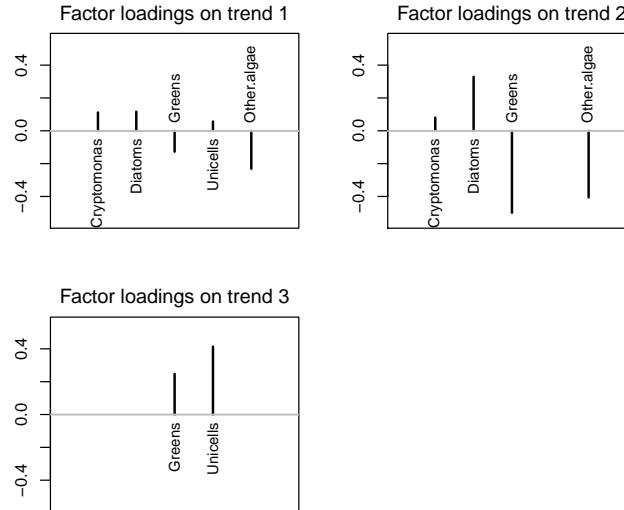 Factor loadings on trend 1
0.4
0.0
−0.4
Cryptomonas
Diatoms
Greens
Unicells
Other.algae
Factor loadings on trend 2
0.4
0.0
−0.4
Cryptomonas
Diatoms
Greens
Other.algae
Factor loadings on trend 3
0.4
0.0
−0.4
Greens
Unicells